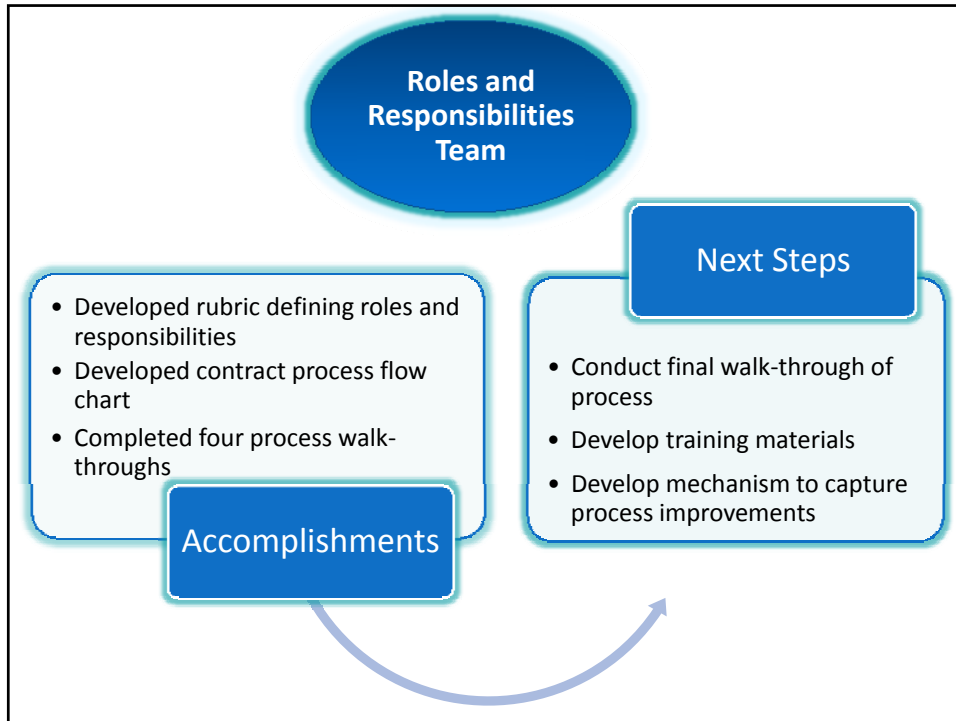 Roles and
Responsibilities
Team
• Developed rubric defining roles and
responsibilities
• Developed contract process flow
chart
• Completed four process walk-
throughs
Accomplishments
Next Steps
• Conduct final walk-through of
process
• Develop training materials
• Develop mechanism to capture
process improvements